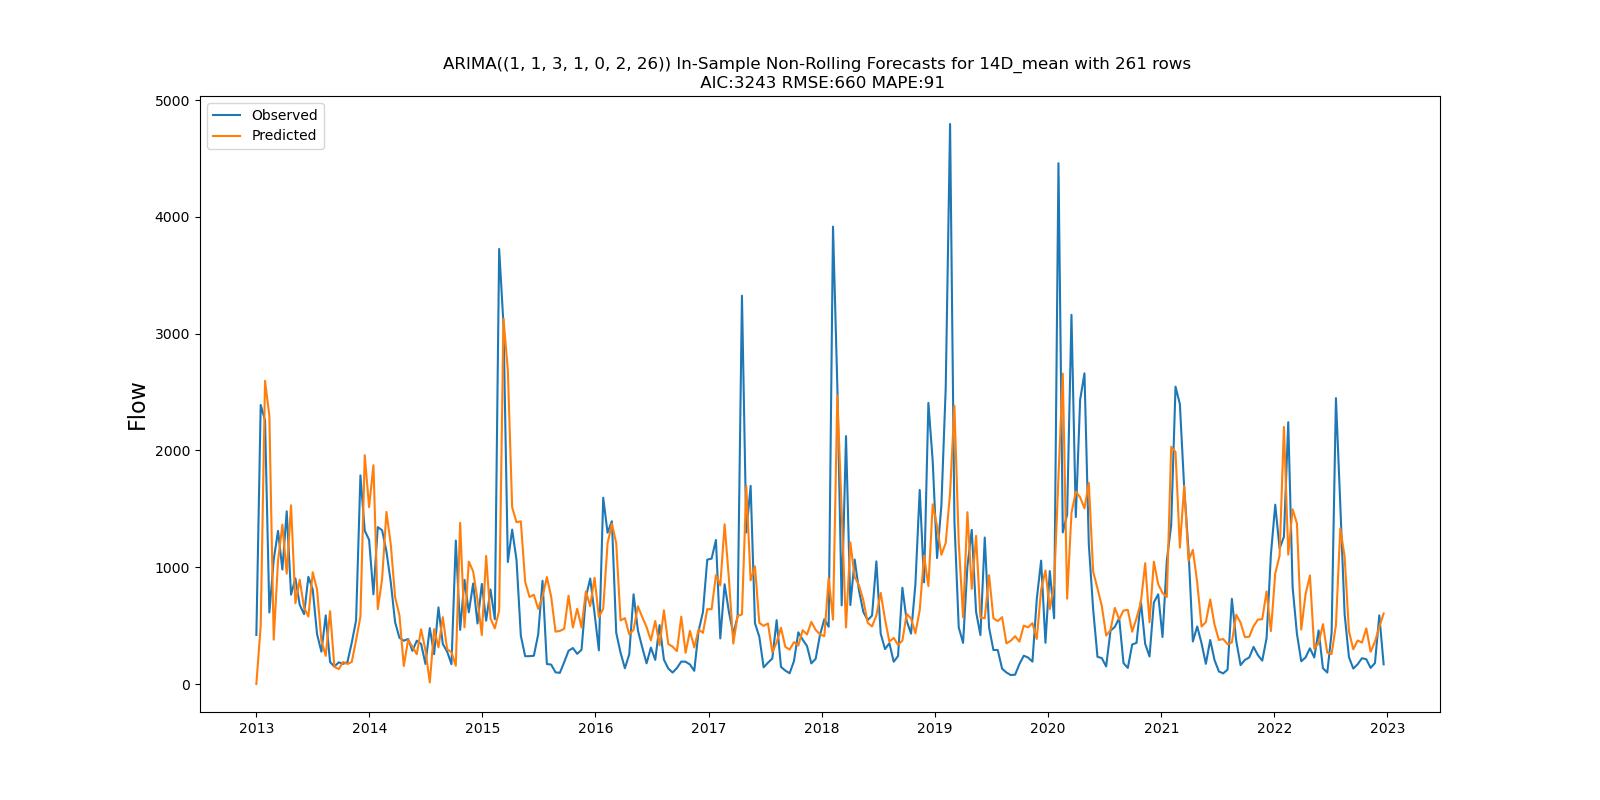 ARIMA((1, 1, 3, 1, 0, 2, 26)) In-Sample Non-Rolling Forecasts for 14D_mean with 261 rows
AIC:3243 RMSE:660 MAPE:91
Observed
Predicted
Flow
5000
4000
3000
2000
1000
0
2013 2014 2015 2016 2017 2018 2019 2020 2021 2022 2023